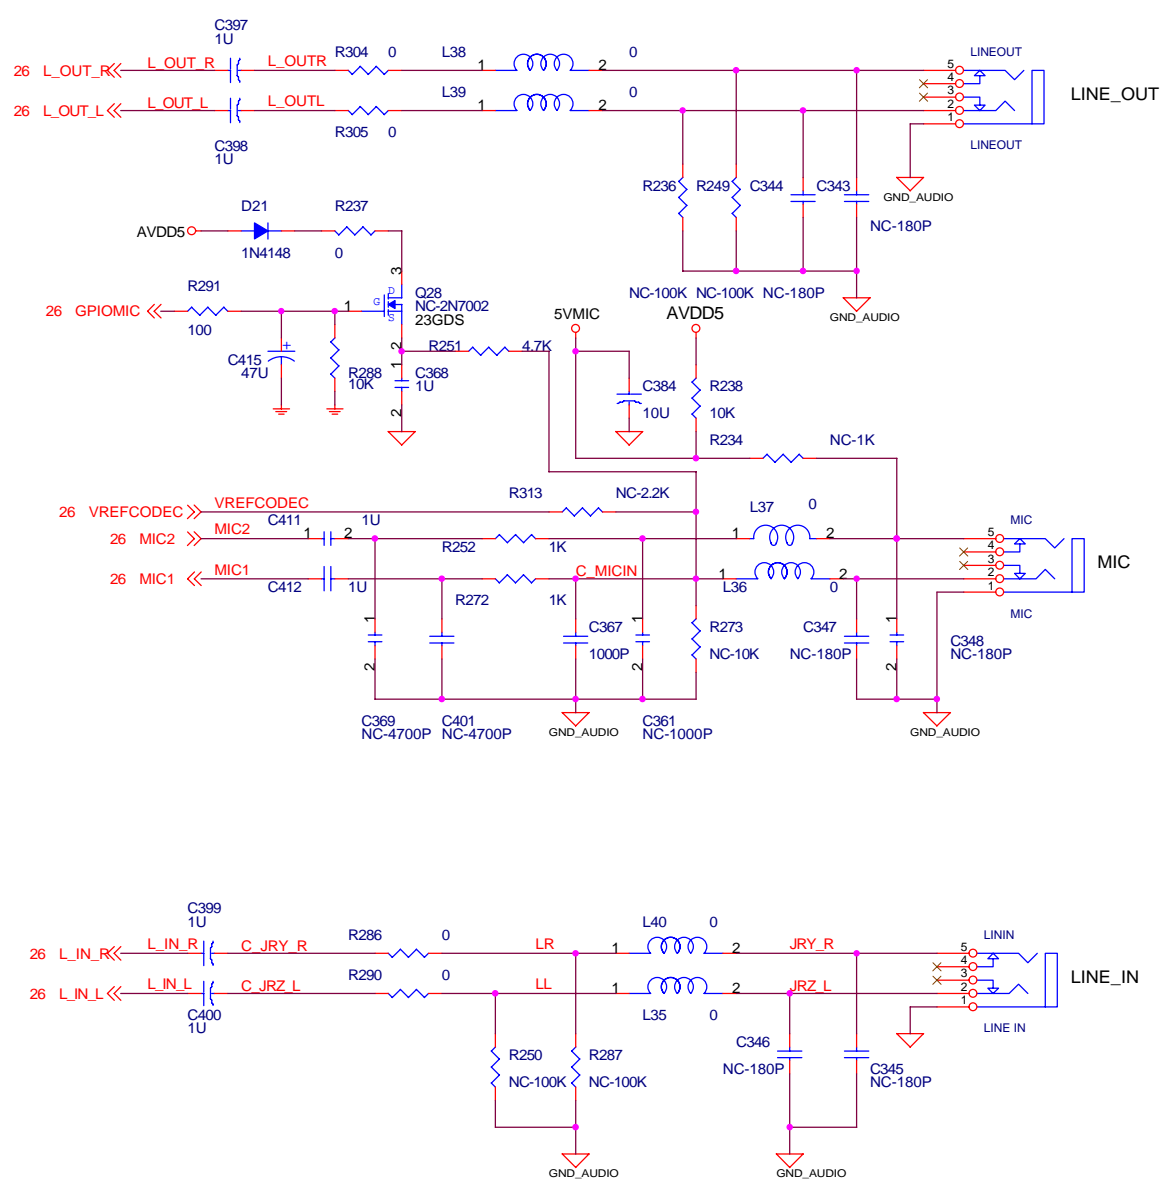 C397
1U
R304 0
L38 0
LINEOUT
26 L_OUT_R
L_OUT_R
L_OUTR
1 2
5
4
3
2
1
LINE_OUT
26 L_OUT_L
L_OUT_L
L_OUTL
L39 0
1 2
R305
0
C398
1U
LINEOUT
GND_AUDIO
R236
R249
C344
C343
NC-180P
D21
R237
AVDD5
1N4148
0
3
NC-100K NC-100K NC-180P
GND_AUDIO
R291
26 GPIOMIC
100
1
D
G
S
Q28
NC-2N7002
23GDS
2
5VMIC
AVDD5
R251 4.7K
C415
47U
R288
10K
1
C368
1U
2
C384
10U
R238
10K
R234 NC-1K
R313 NC-2.2K
26 VREFCODEC
VREFCODEC
C411 1U
L37 0
MIC
26 MIC2
MIC2
1 2
R252 1K
1 2
5
4
3
2
1
MIC
26 MIC1
MIC1
C412 1U
C_MICIN
1 2
L36 0
R272 1K
MIC
1
2
C367
1000P
1
2
R273
NC-10K
C347
NC-180P
1
2
C348
NC-180P
C369
NC-4700P
C401
NC-4700P
GND_AUDIO
C361
NC-1000P
GND_AUDIO
C399
1U
R286 0
L40 0
LININ
26 L_IN_R
L_IN_R
C_JRY_R
LR
1 2
JRY_R
5
4
3
2
1
LINE_IN
R290 0
26 L_IN_L
L_IN_L
C_JRZ_L
LL
1 2
JRZ_L
C400
1U
L35 0
LINE IN
R250
NC-100K
R287
NC-100K
C346
NC-180P
C345
NC-180P
GND_AUDIO
GND_AUDIO